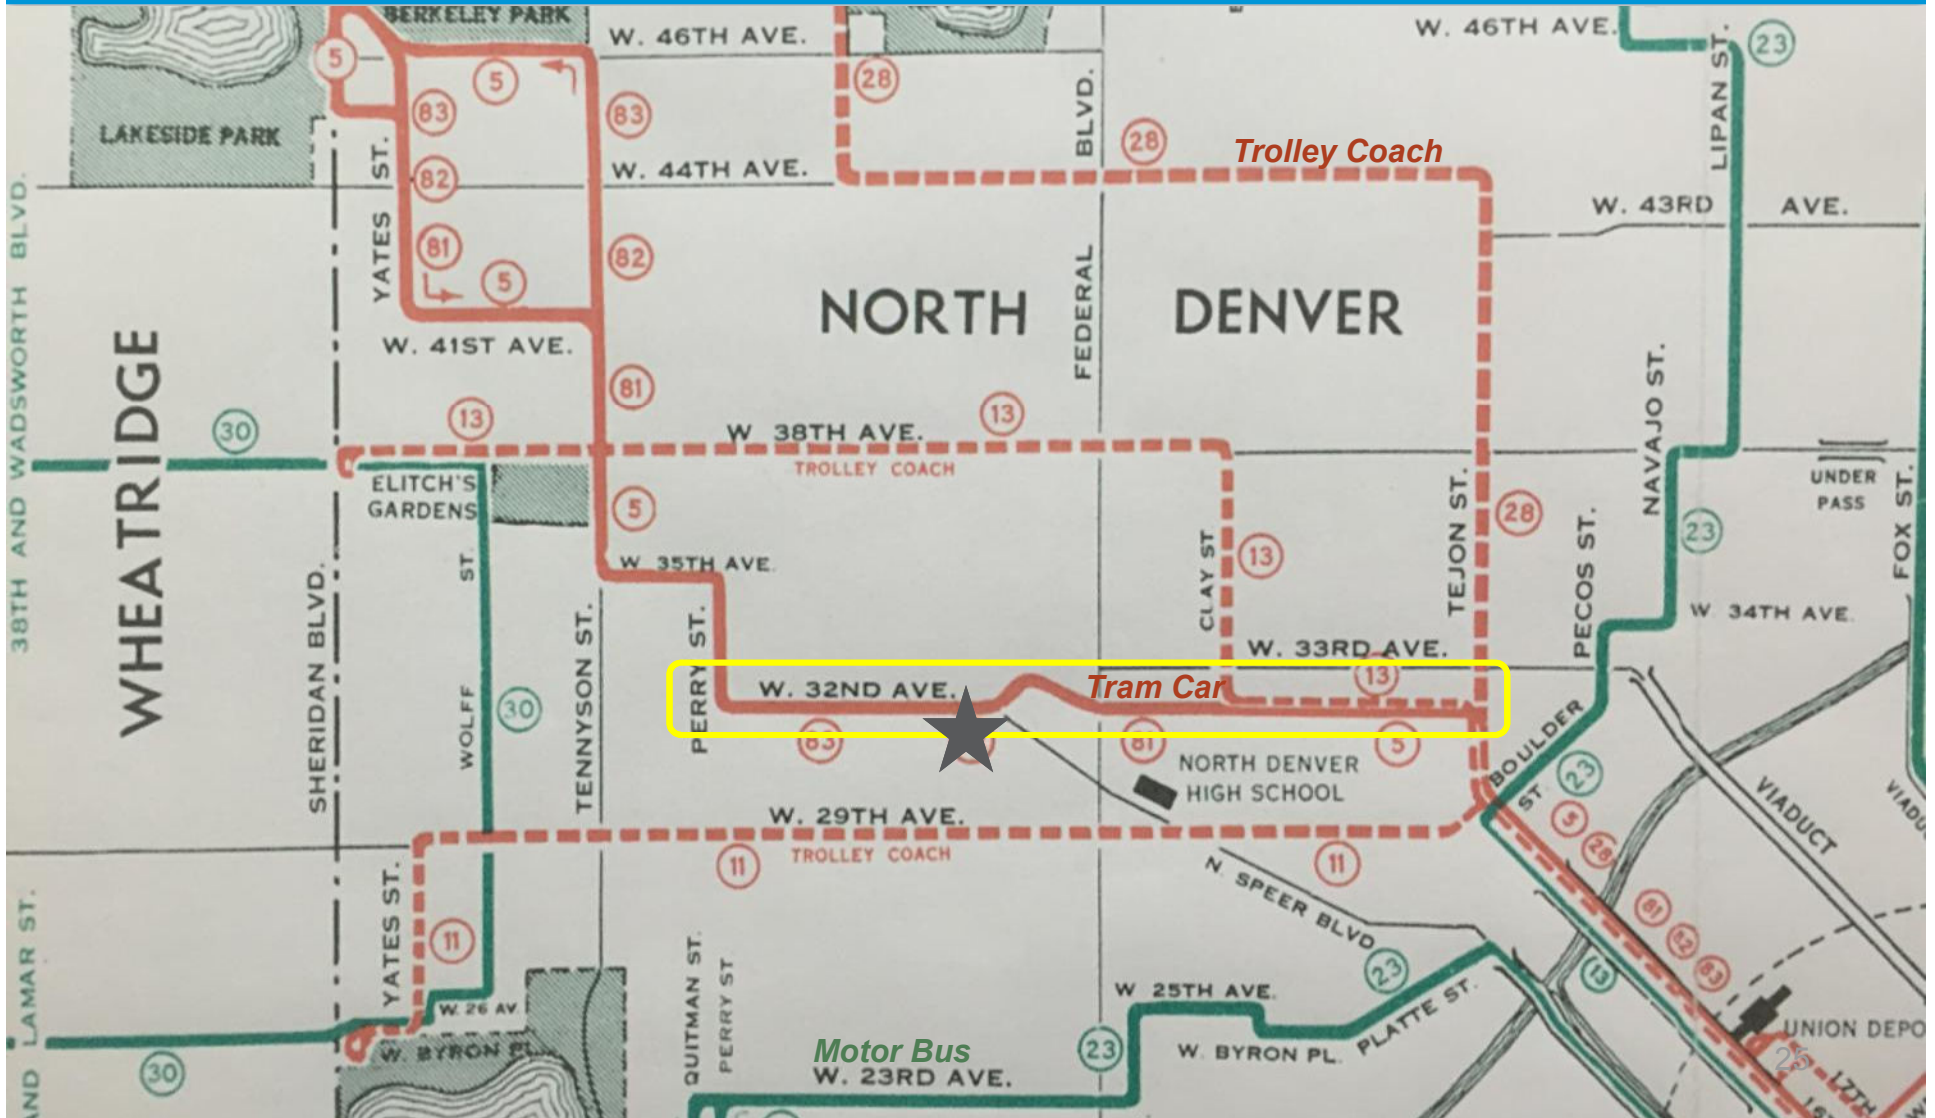 BERKELEY PARK
W. 46TH AVE.
W. 46TH AVE.
23
5
5
28
LIPAN ST.
83
83
BLVD.
28
Trolley Coach
LAKESIDE PARK
YATES ST.
82
W. 44TH AVE.
W. 43RD AVE.
81
82
5
NORTH DENVER
FEDERAL
38TH AND WADSWORTH BLVD.
WHEATRIDGE
W. 41ST AVE.
81
NAVAJO ST.
30
13
13
W 38TH AVE.
TROLLEY COACH
ELITCH'S
GARDENS
5
TEJON ST.
28
PECOS ST.
23
UNDER
PASS
FOX ST.
CLAY ST
13
W 35TH AVE.
ST.
WOLFF
SHERIDAN BLVD.
TENNYSON ST.
PERRY ST.
W 34TH AVE.
W. 33RD AVE.
13
W. 32ND AVE.
Tram Car
30
83
81
5
BOULDER
ST
23
NORTH DENVER
HIGH SCHOOL
W. 29TH AVE.
TROLLEY COACH
11
11
5
28
VIADUCT
N. SPEER BLVD
YATES ST.
11
81
82
83
13
23
QUITMAN ST.
PERRY ST
W 25TH AVE.
PLATTE ST.
W. 26 AV
W. BYRON PL
AND LAMAR ST.
30
Motor Bus
W. 23RD AVE.
23
W. BYRON PL.
UNION DEPO
25
17TH